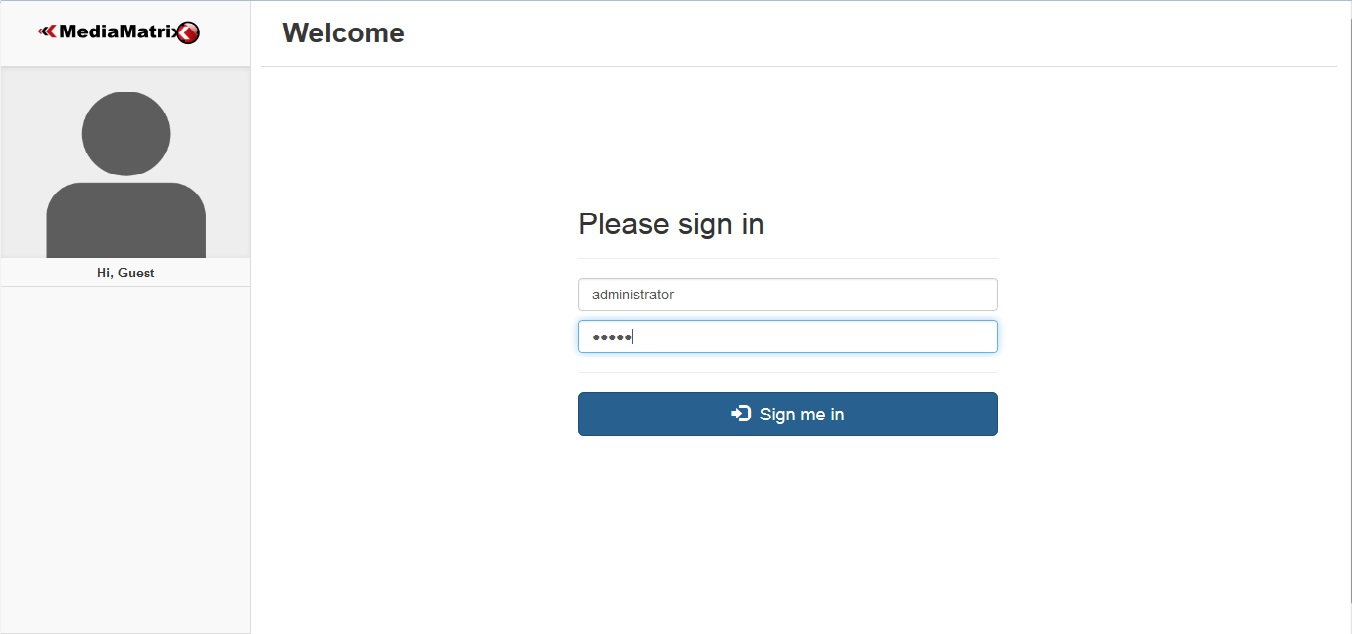 MediaMatrix
Welcome
Hi, Guest
Please sign in
administrator
•••••
Sign me in